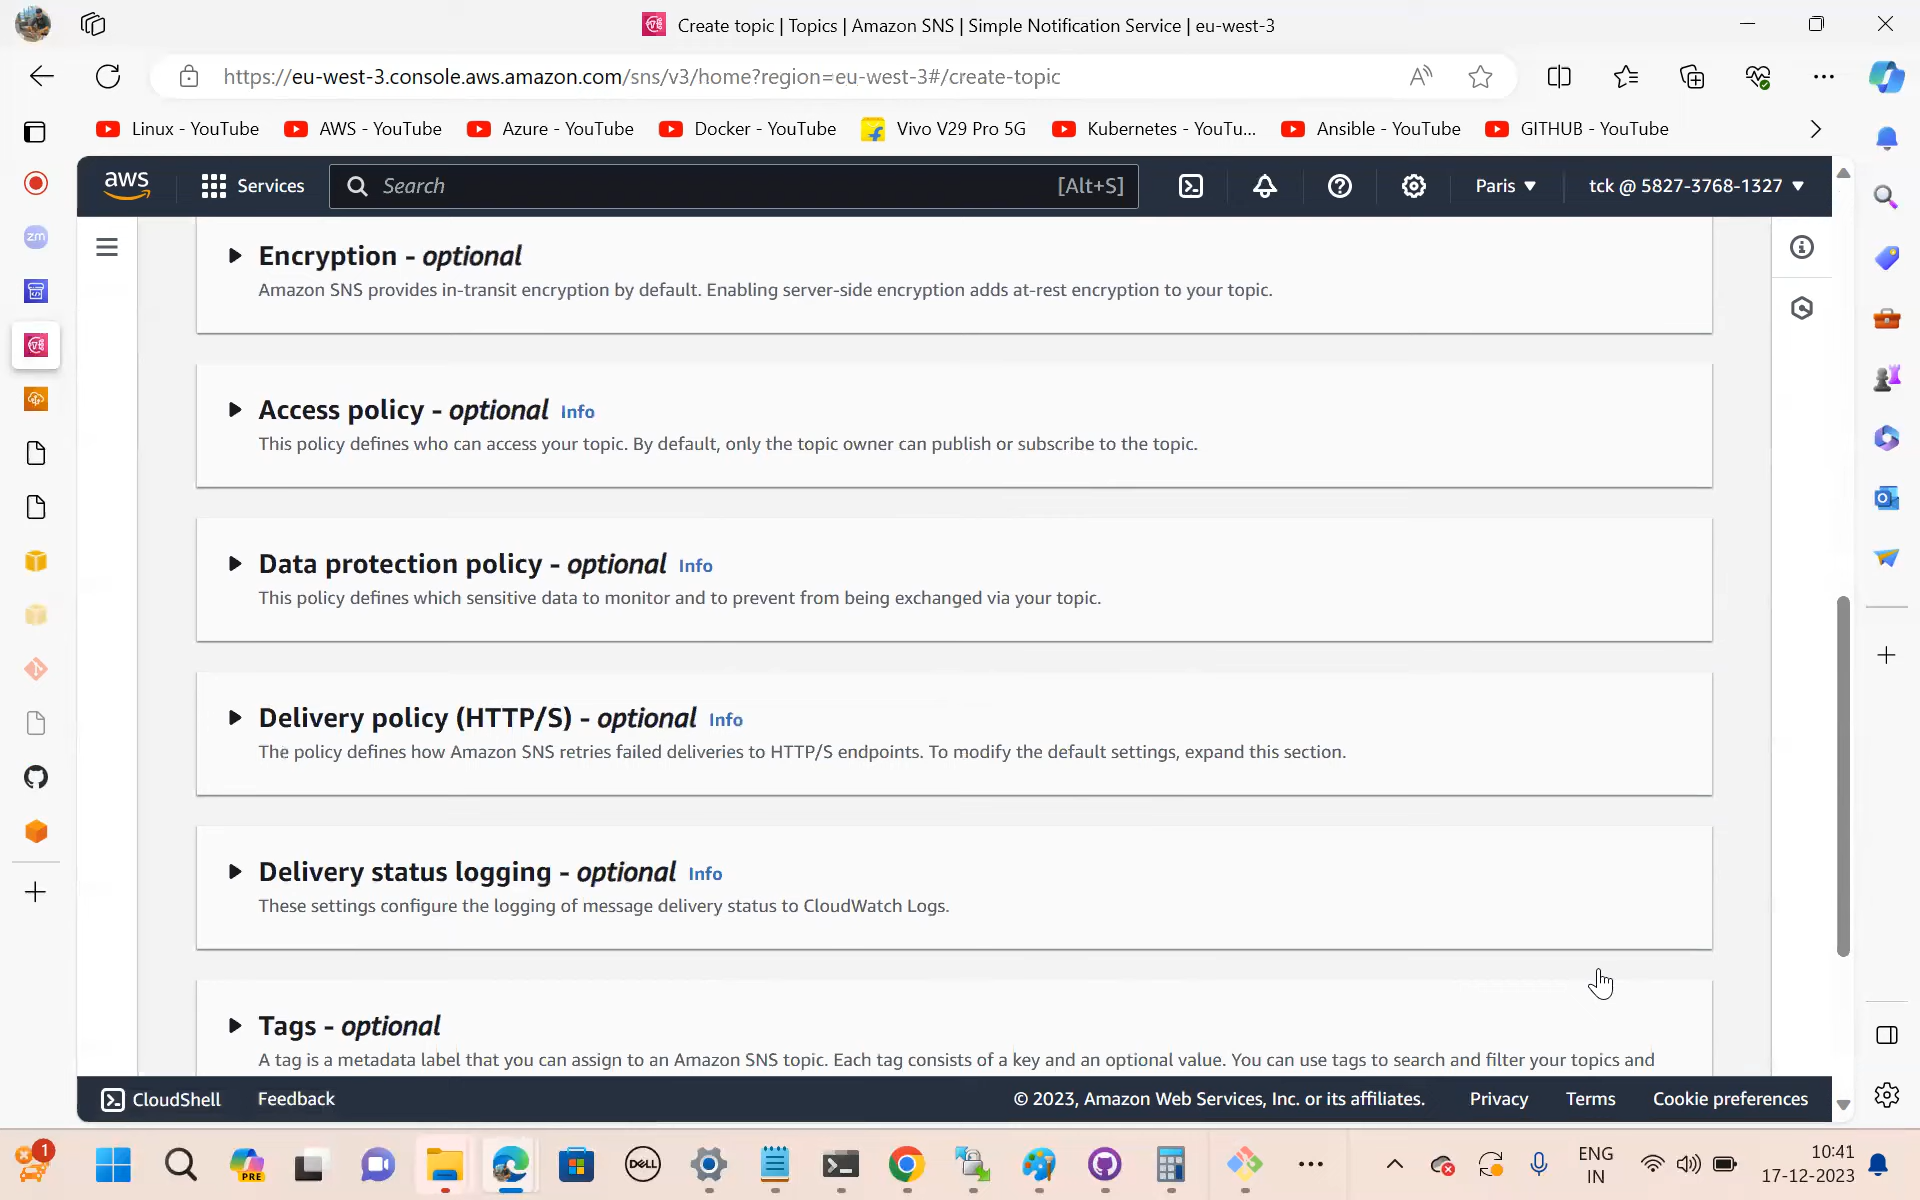 Create topic | Topics | Amazon SNS | Simple Notification Service | eu-west-3
https://eu-west-3.console.aws.amazon.com/sns/v3/home?region=eu-west-3#/create-topic
Linux - YouTube
AWS - YouTube
Azure - YouTube
Docker - YouTube
Vivo V29 Pro 5G
Kubernetes - YouTu...
Ansible - YouTube
GITHUB - YouTube
aws
Services
Search
[Alt+S]
Paris
tck @ 5827-3768-1327
zm
Encryption - optional
Amazon SNS provides in-transit encryption by default. Enabling server-side encryption adds at-rest encryption to your topic.
Access policy - optional Info
This policy defines who can access your topic. By default, only the topic owner can publish or subscribe to the topic.
Data protection policy - optional Info
This policy defines which sensitive data to monitor and to prevent from being exchanged via your topic.
Delivery policy (HTTP/S) - optional Info
The policy defines how Amazon SNS retries failed deliveries to HTTP/S endpoints. To modify the default settings, expand this section.
Delivery status logging - optional Info
These settings configure the logging of message delivery status to CloudWatch Logs.
Tags - optional
A tag is a metadata label that you can assign to an Amazon SNS topic. Each tag consists of a key and an optional value. You can use tags to search and filter your topics and
CloudShell
Feedback
© 2023, Amazon Web Services, Inc. or its affiliates.
Privacy
Terms
Cookie preferences
1
PRE
DELL
ENG
IN
10:41
17-12-2023